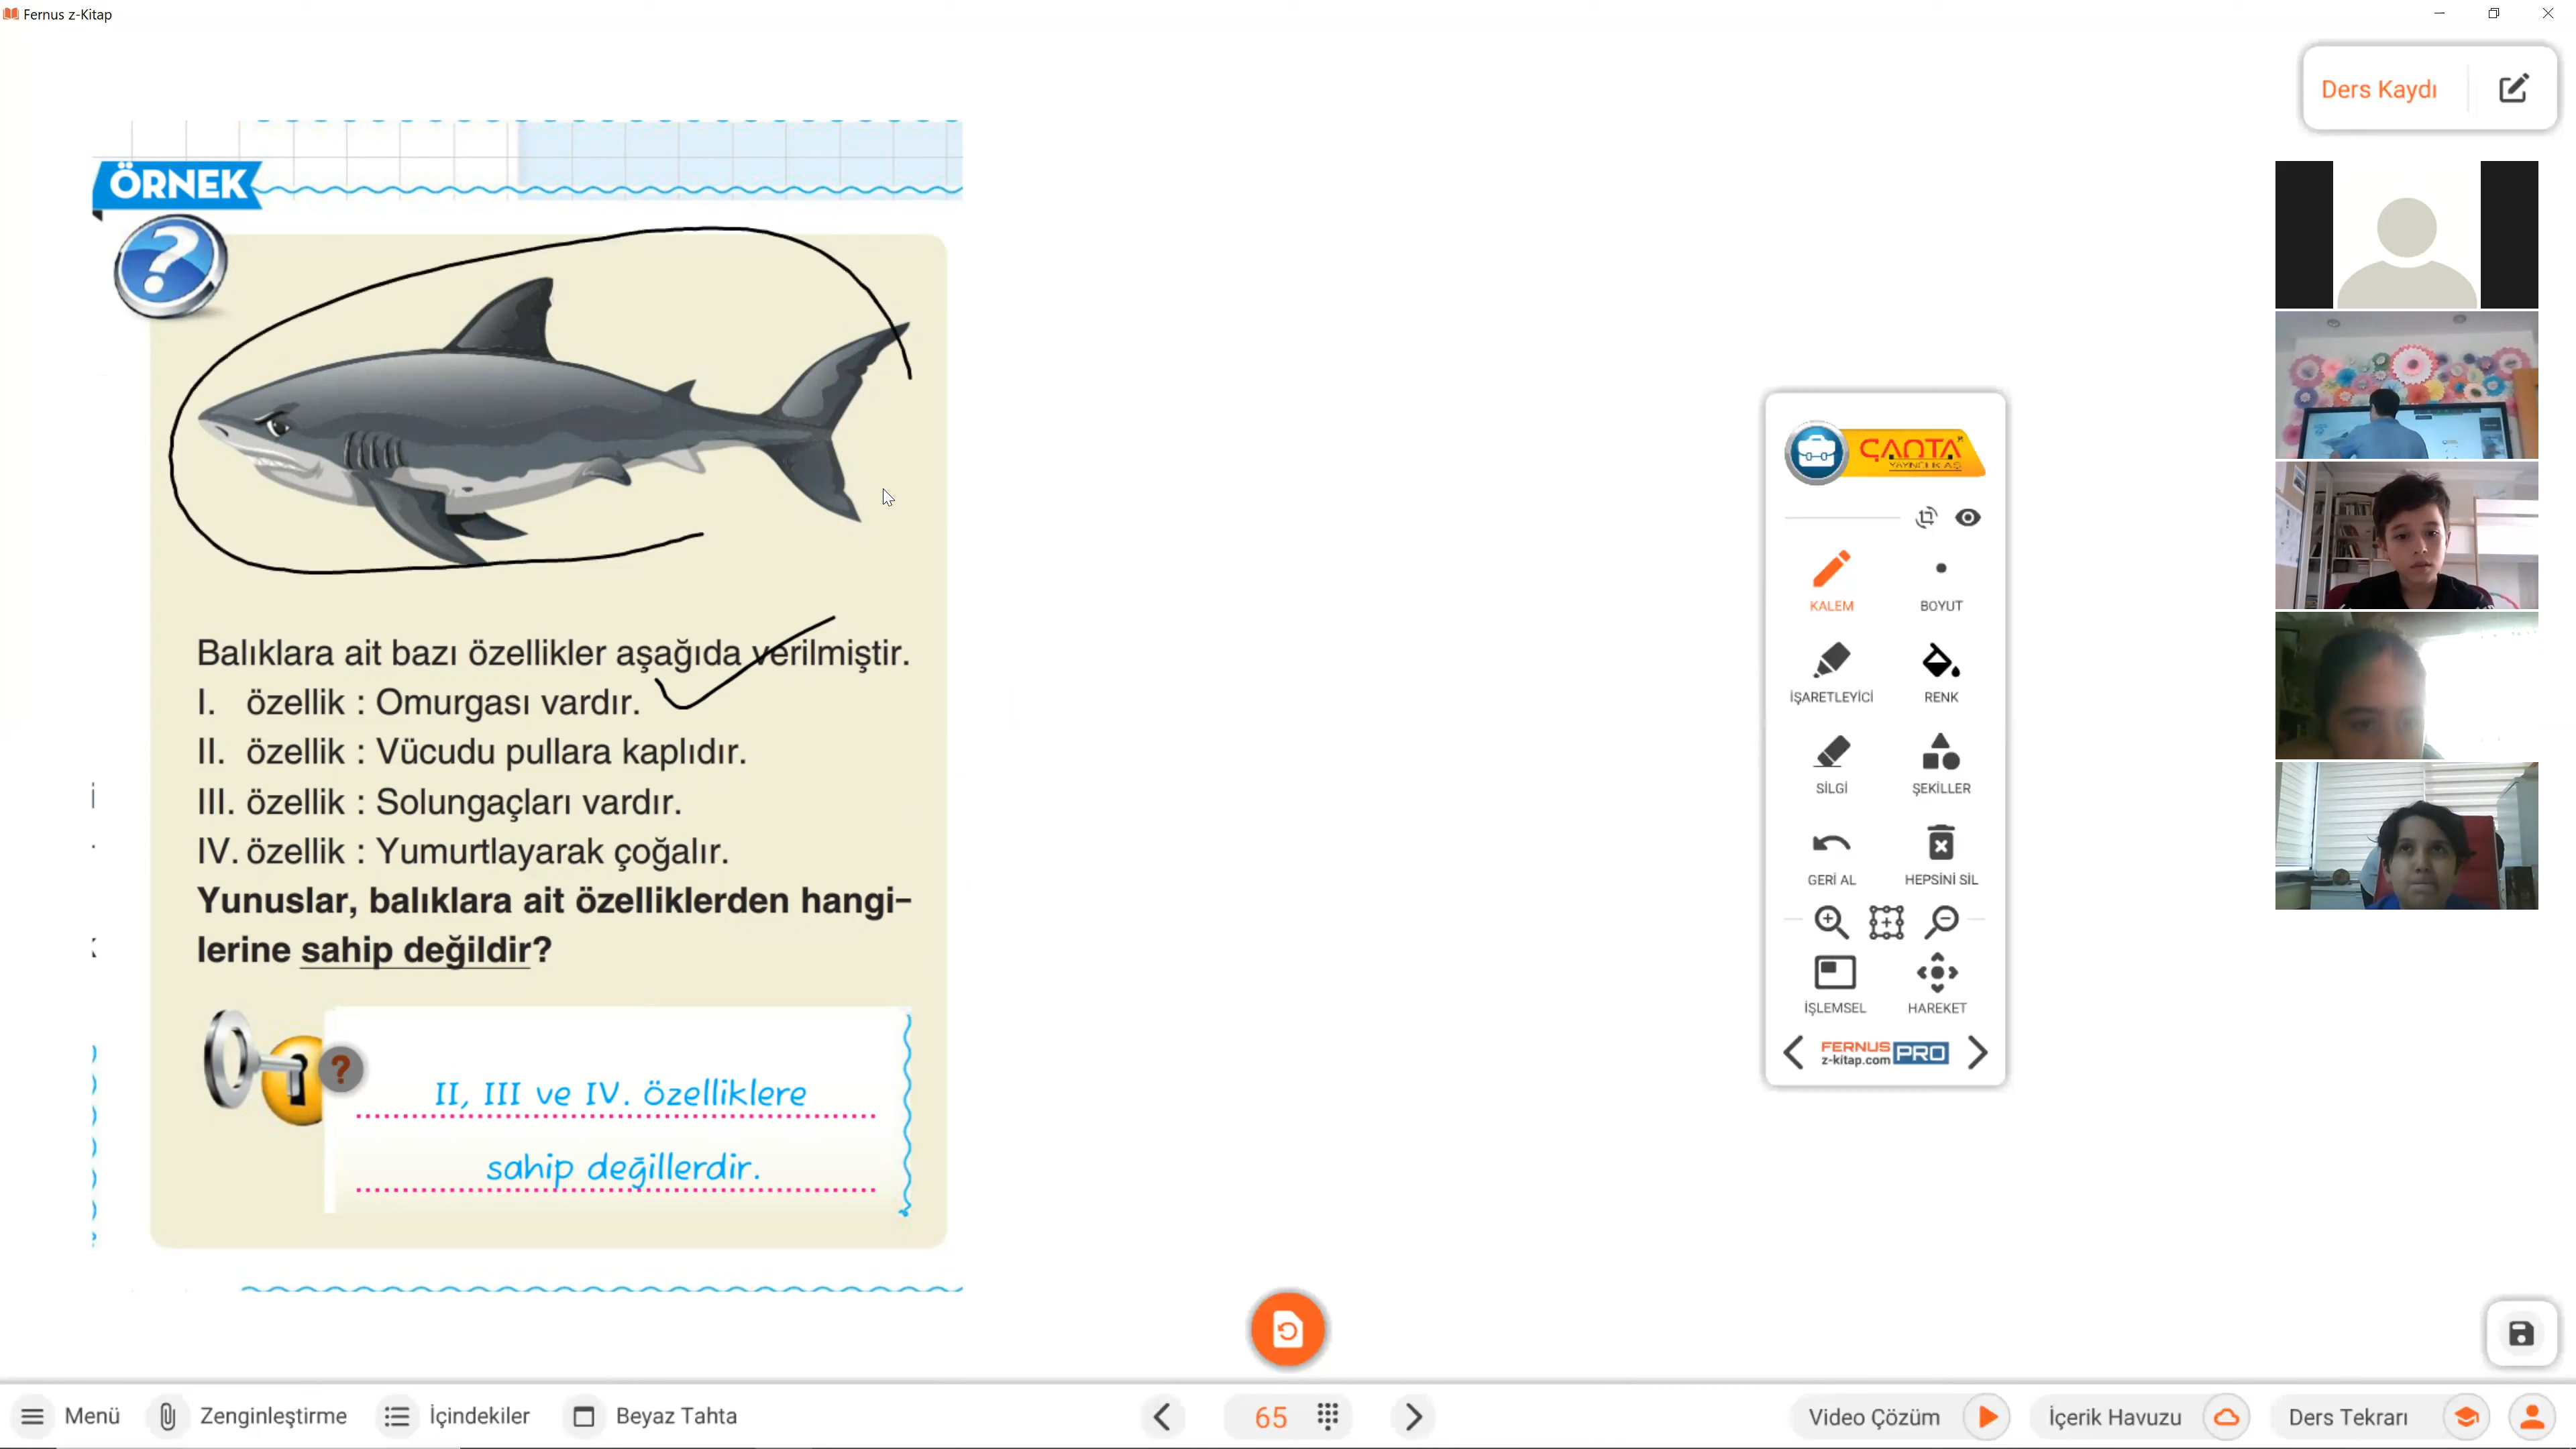 Fernus z-Kitap
Ders Kaydı
ÖRNEK
?
Balıklara ait bazı özellikler aşağıda verilmiştir.
I. özellik : Omurgası vardır.
II. özellik : Vücudu pullara kaplıdır.
III. özellik : Solungaçları vardır.
IV. özellik : Yumurtlayarak çoğalır.
Yunuslar, balıklara ait özelliklerden hangi-
lerine sahip değildir?
?
II, III ve IV. özelliklere
sahip değillerdir.
ÇANTA
YAYINCILIK A.Ş.
KALEM
BOYUT
İŞARETLEYİCİ
RENK
SİLGİ
ŞEKİLLER
GERİ AL
HEPSİNİ SİL
İŞLEMSEL
HAREKET
FERNUS
z-kitap.com PRO
Menü
Zenginleştirme
İçindekiler
Beyaz Tahta
65
Video Çözüm
İçerik Havuzu
Ders Tekrarı